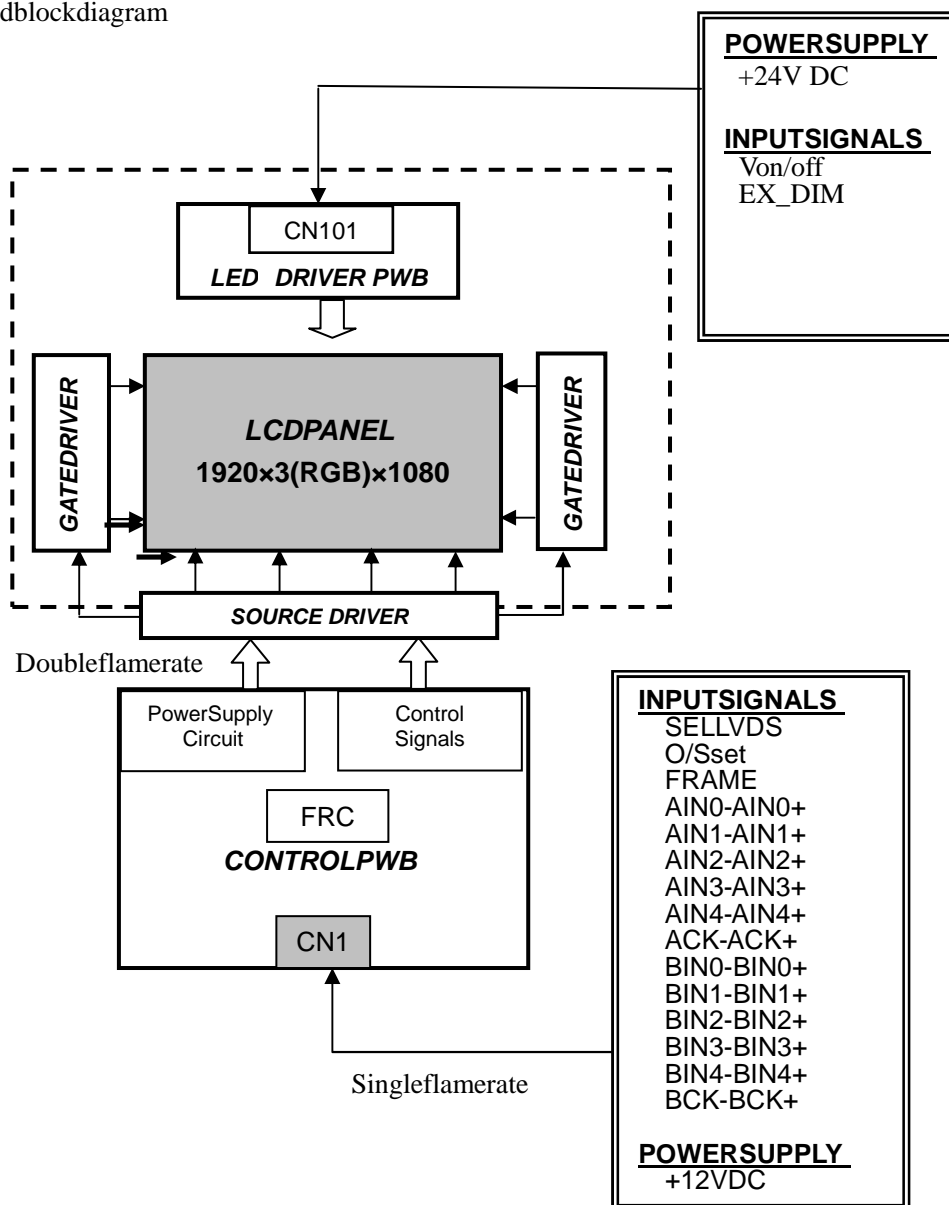 dblockdiagram
POWERSUPPLY
+24V DC
INPUTSIGNALS
Von/off
EX_DIM
CN101
LED DRIVER PWB
GATEDRIVER
LCDPANEL
1920×3(RGB)×1080
GATEDRIVER
SOURCE DRIVER
Doubleflamerate
PowerSupply
Circuit
Control
Signals
FRC
CONTROLPWB
CN1
Singleflamerate
INPUTSIGNALS
SELLVDS
O/Sset
FRAME
AIN0-AIN0+
AIN1-AIN1+
AIN2-AIN2+
AIN3-AIN3+
AIN4-AIN4+
ACK-ACK+
BIN0-BIN0+
BIN1-BIN1+
BIN2-BIN2+
BIN3-BIN3+
BIN4-BIN4+
BCK-BCK+
POWERSUPPLY
+12VDC